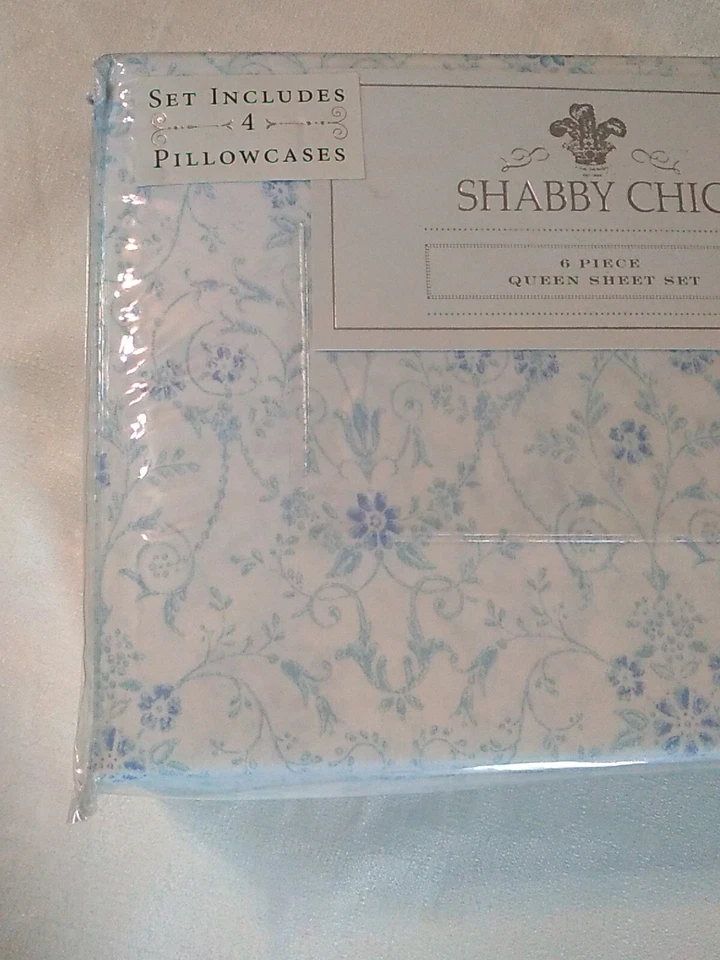 SET INCLUDES
4
PILLOWCASES
SHABBY CHIC
6 PIECE
QUEEN SHEET SET